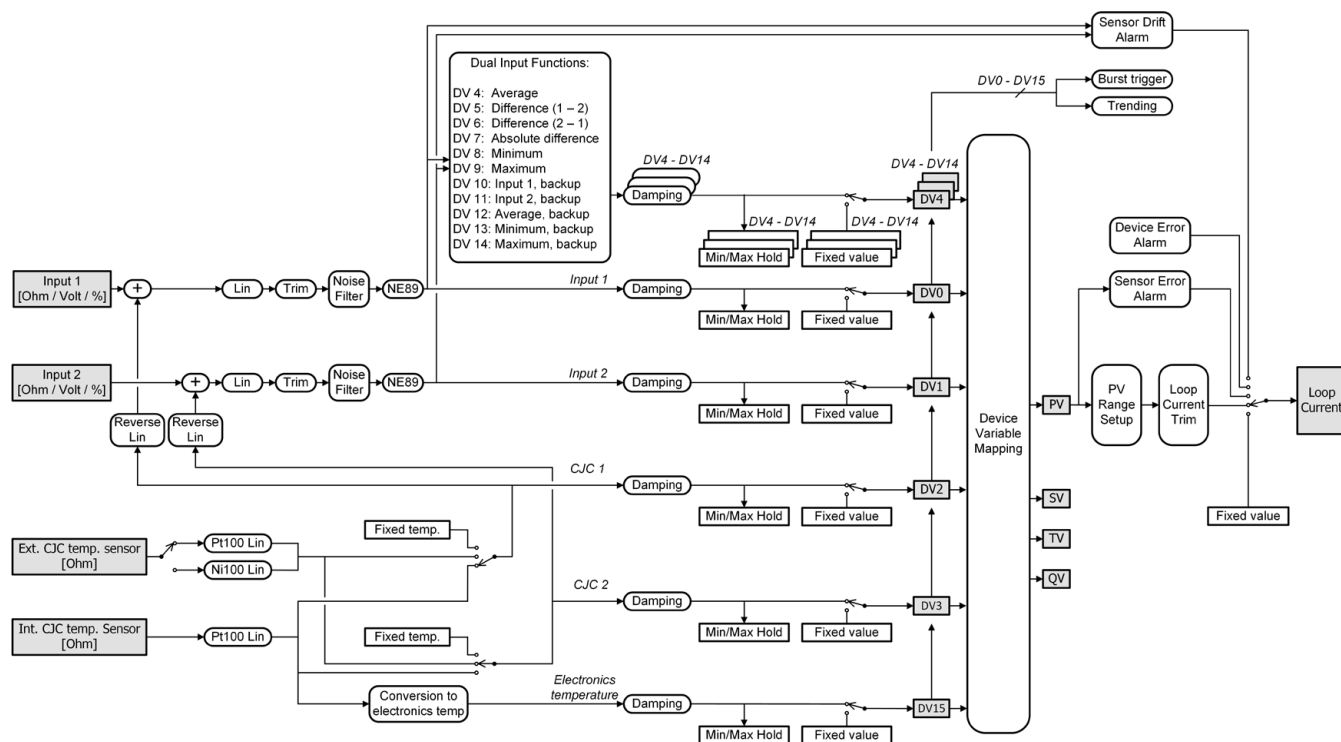 Sensor Drift
Alarm
Dual Input Functions:
DV 4: Average
DV 5: Difference (1 – 2)
DV 6: Difference (2 – 1)
DV 7: Absolute difference
DV 8: Minimum
DV 9: Maximum
DV 10: Input 1, backup
DV 11: Input 2, backup
DV 12: Average, backup
DV 13: Minimum, backup
DV 14: Maximum, backup
DV0 - DV15
Burst trigger
Trending
DV4 - DV14
Damping
DV4 - DV14
Min/Max Hold
DV4 - DV14
Fixed value
DV4 - DV14
DV4
Input 1
[Ohm / Volt / %]
+
Lin
Trim
Noise
Filter
NE89
Input 1
Damping
Min/Max Hold
Fixed value
DV0
Input 2
[Ohm / Volt / %]
+
Lin
Trim
Noise
Filter
NE89
Input 2
Damping
Min/Max Hold
Fixed value
DV1
Reverse
Lin
Reverse
Lin
CJC 1
Damping
Min/Max Hold
Fixed value
DV2
Ext. CJC temp. sensor
[Ohm]
Pt100 Lin
Ni100 Lin
Fixed temp.
CJC 2
Damping
Min/Max Hold
Fixed value
DV3
Int. CJC temp. Sensor
[Ohm]
Pt100 Lin
Fixed temp.
Conversion to
electronics temp
Electronics
temperature
Damping
Min/Max Hold
Fixed value
DV15
Device
Variable
Mapping
Device Error
Alarm
Sensor Error
Alarm
PV
PV
Range
Setup
Loop
Current
Trim
Loop
Current
SV
TV
QV
Fixed value